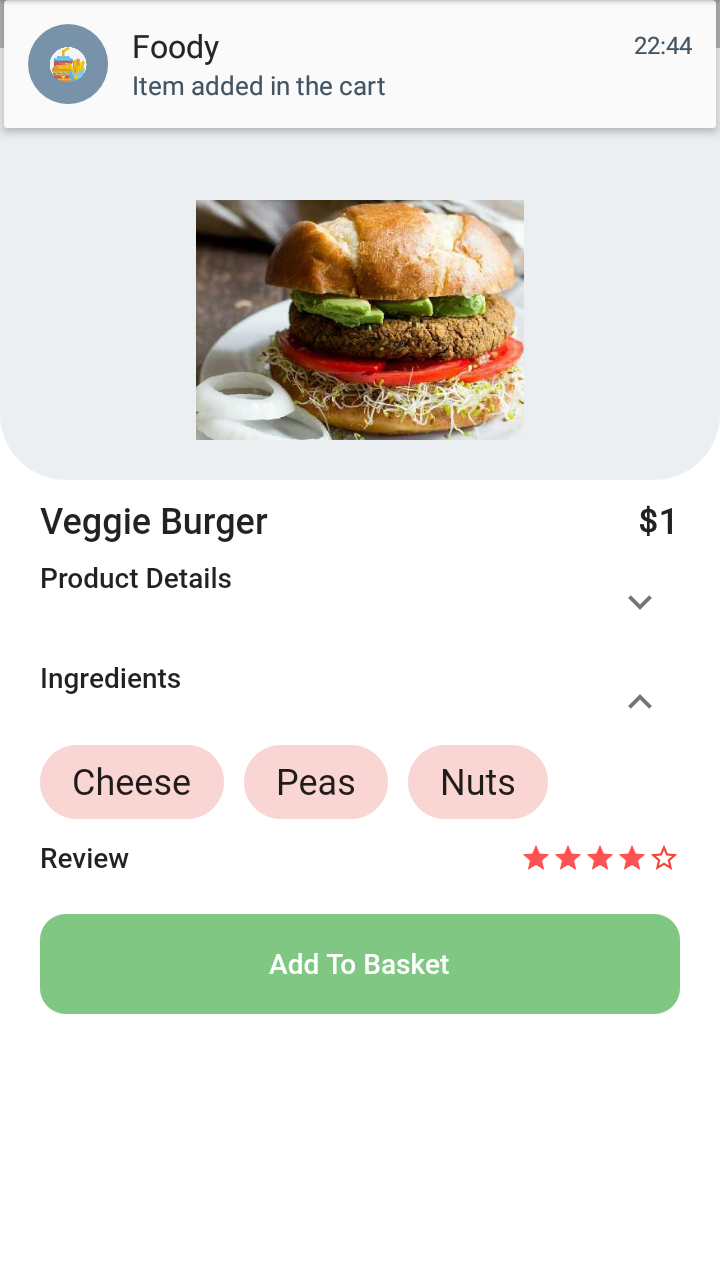 Foody
22:44
Item added in the cart
Veggie Burger
$1
Product Details
Ingredients
Cheese
Peas
Nuts
Review
Add To Basket